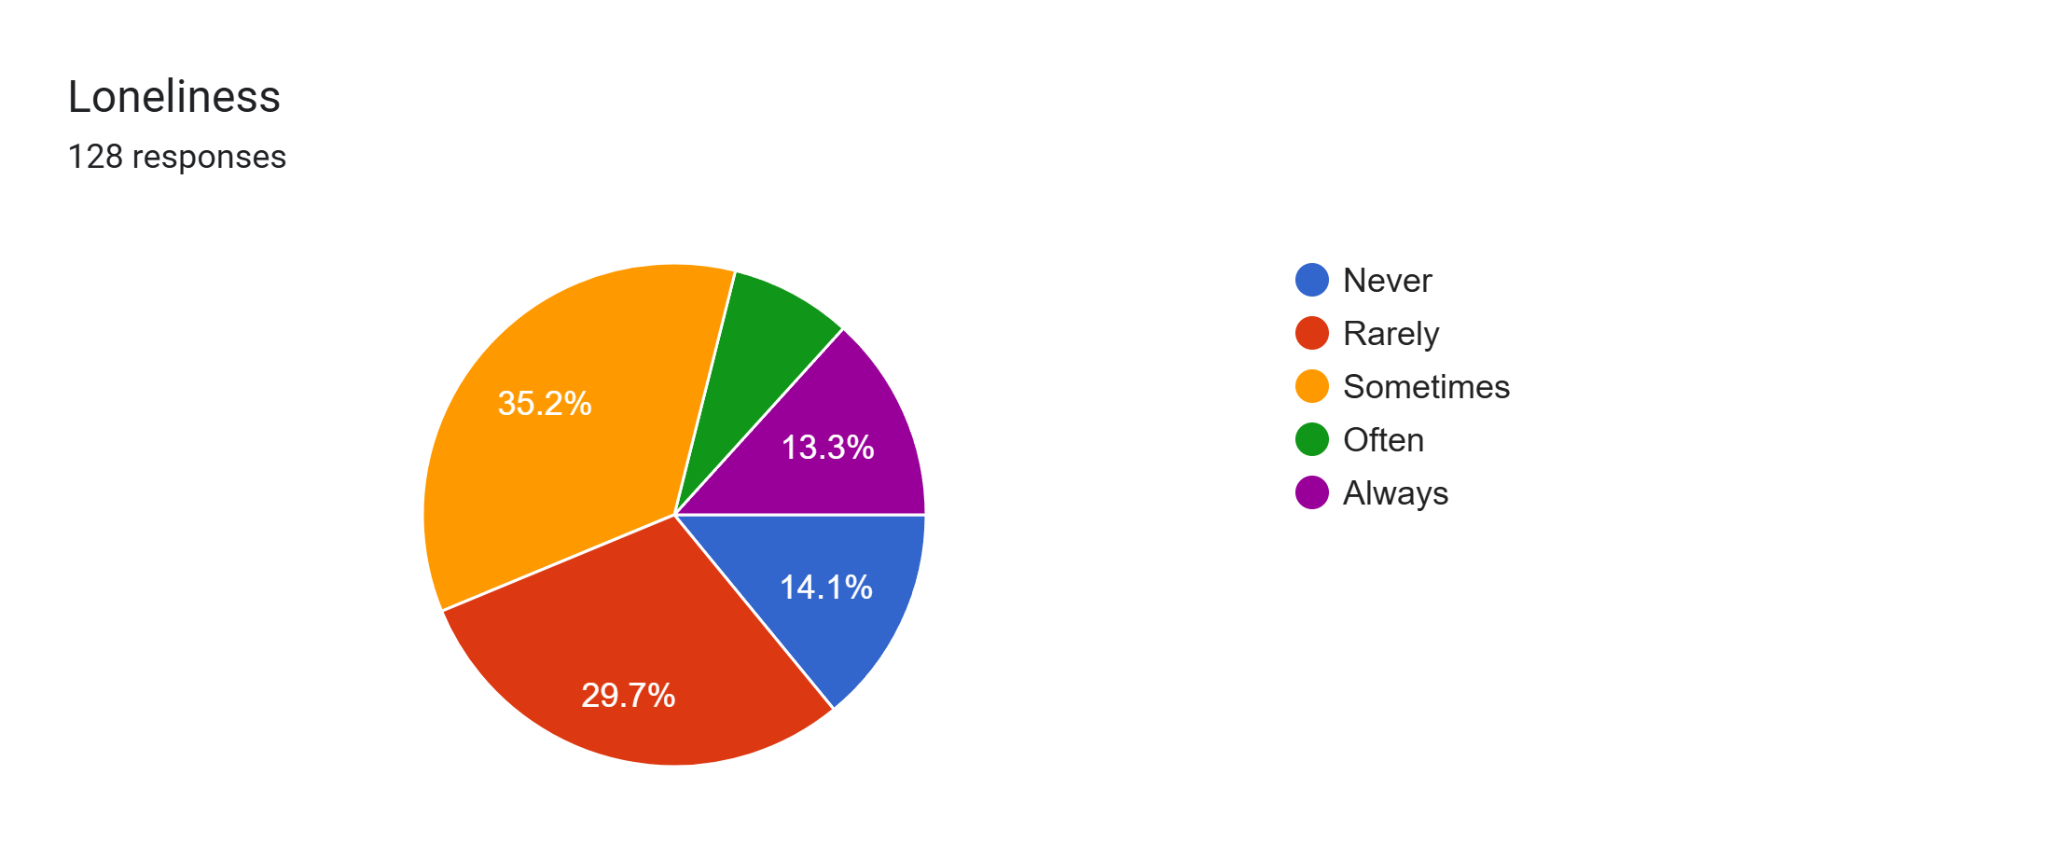 Loneliness
128 responses
35.2%
13.3%
14.1%
29.7%
Never
Rarely
Sometimes
Often
Always